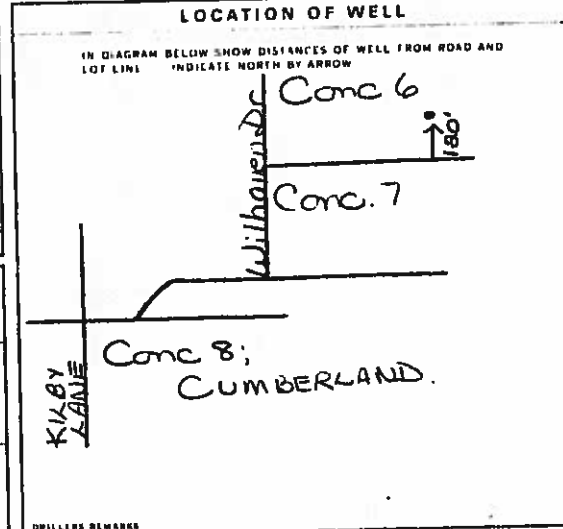 LOCATION OF WELL
IN DIAGRAM BELOW SHOW DISTANCES OF WELL FROM ROAD AND
LOT LINE INDICATE NORTH BY ARROW
Conc 6
Wilhaven Dr
180'
Conc. 7
Conc 8;
CUMBERLAND.
KILBY
LANE
DRILLERS REMARKS